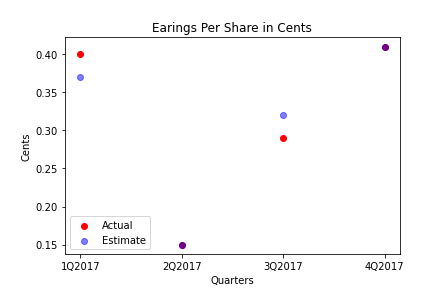 Earings Per Share in Cents
Cents
0.40
0.35
0.30
0.25
0.20
0.15
Actual
Estimate
1Q2017 2Q2017 3Q2017 4Q2017
Quarters